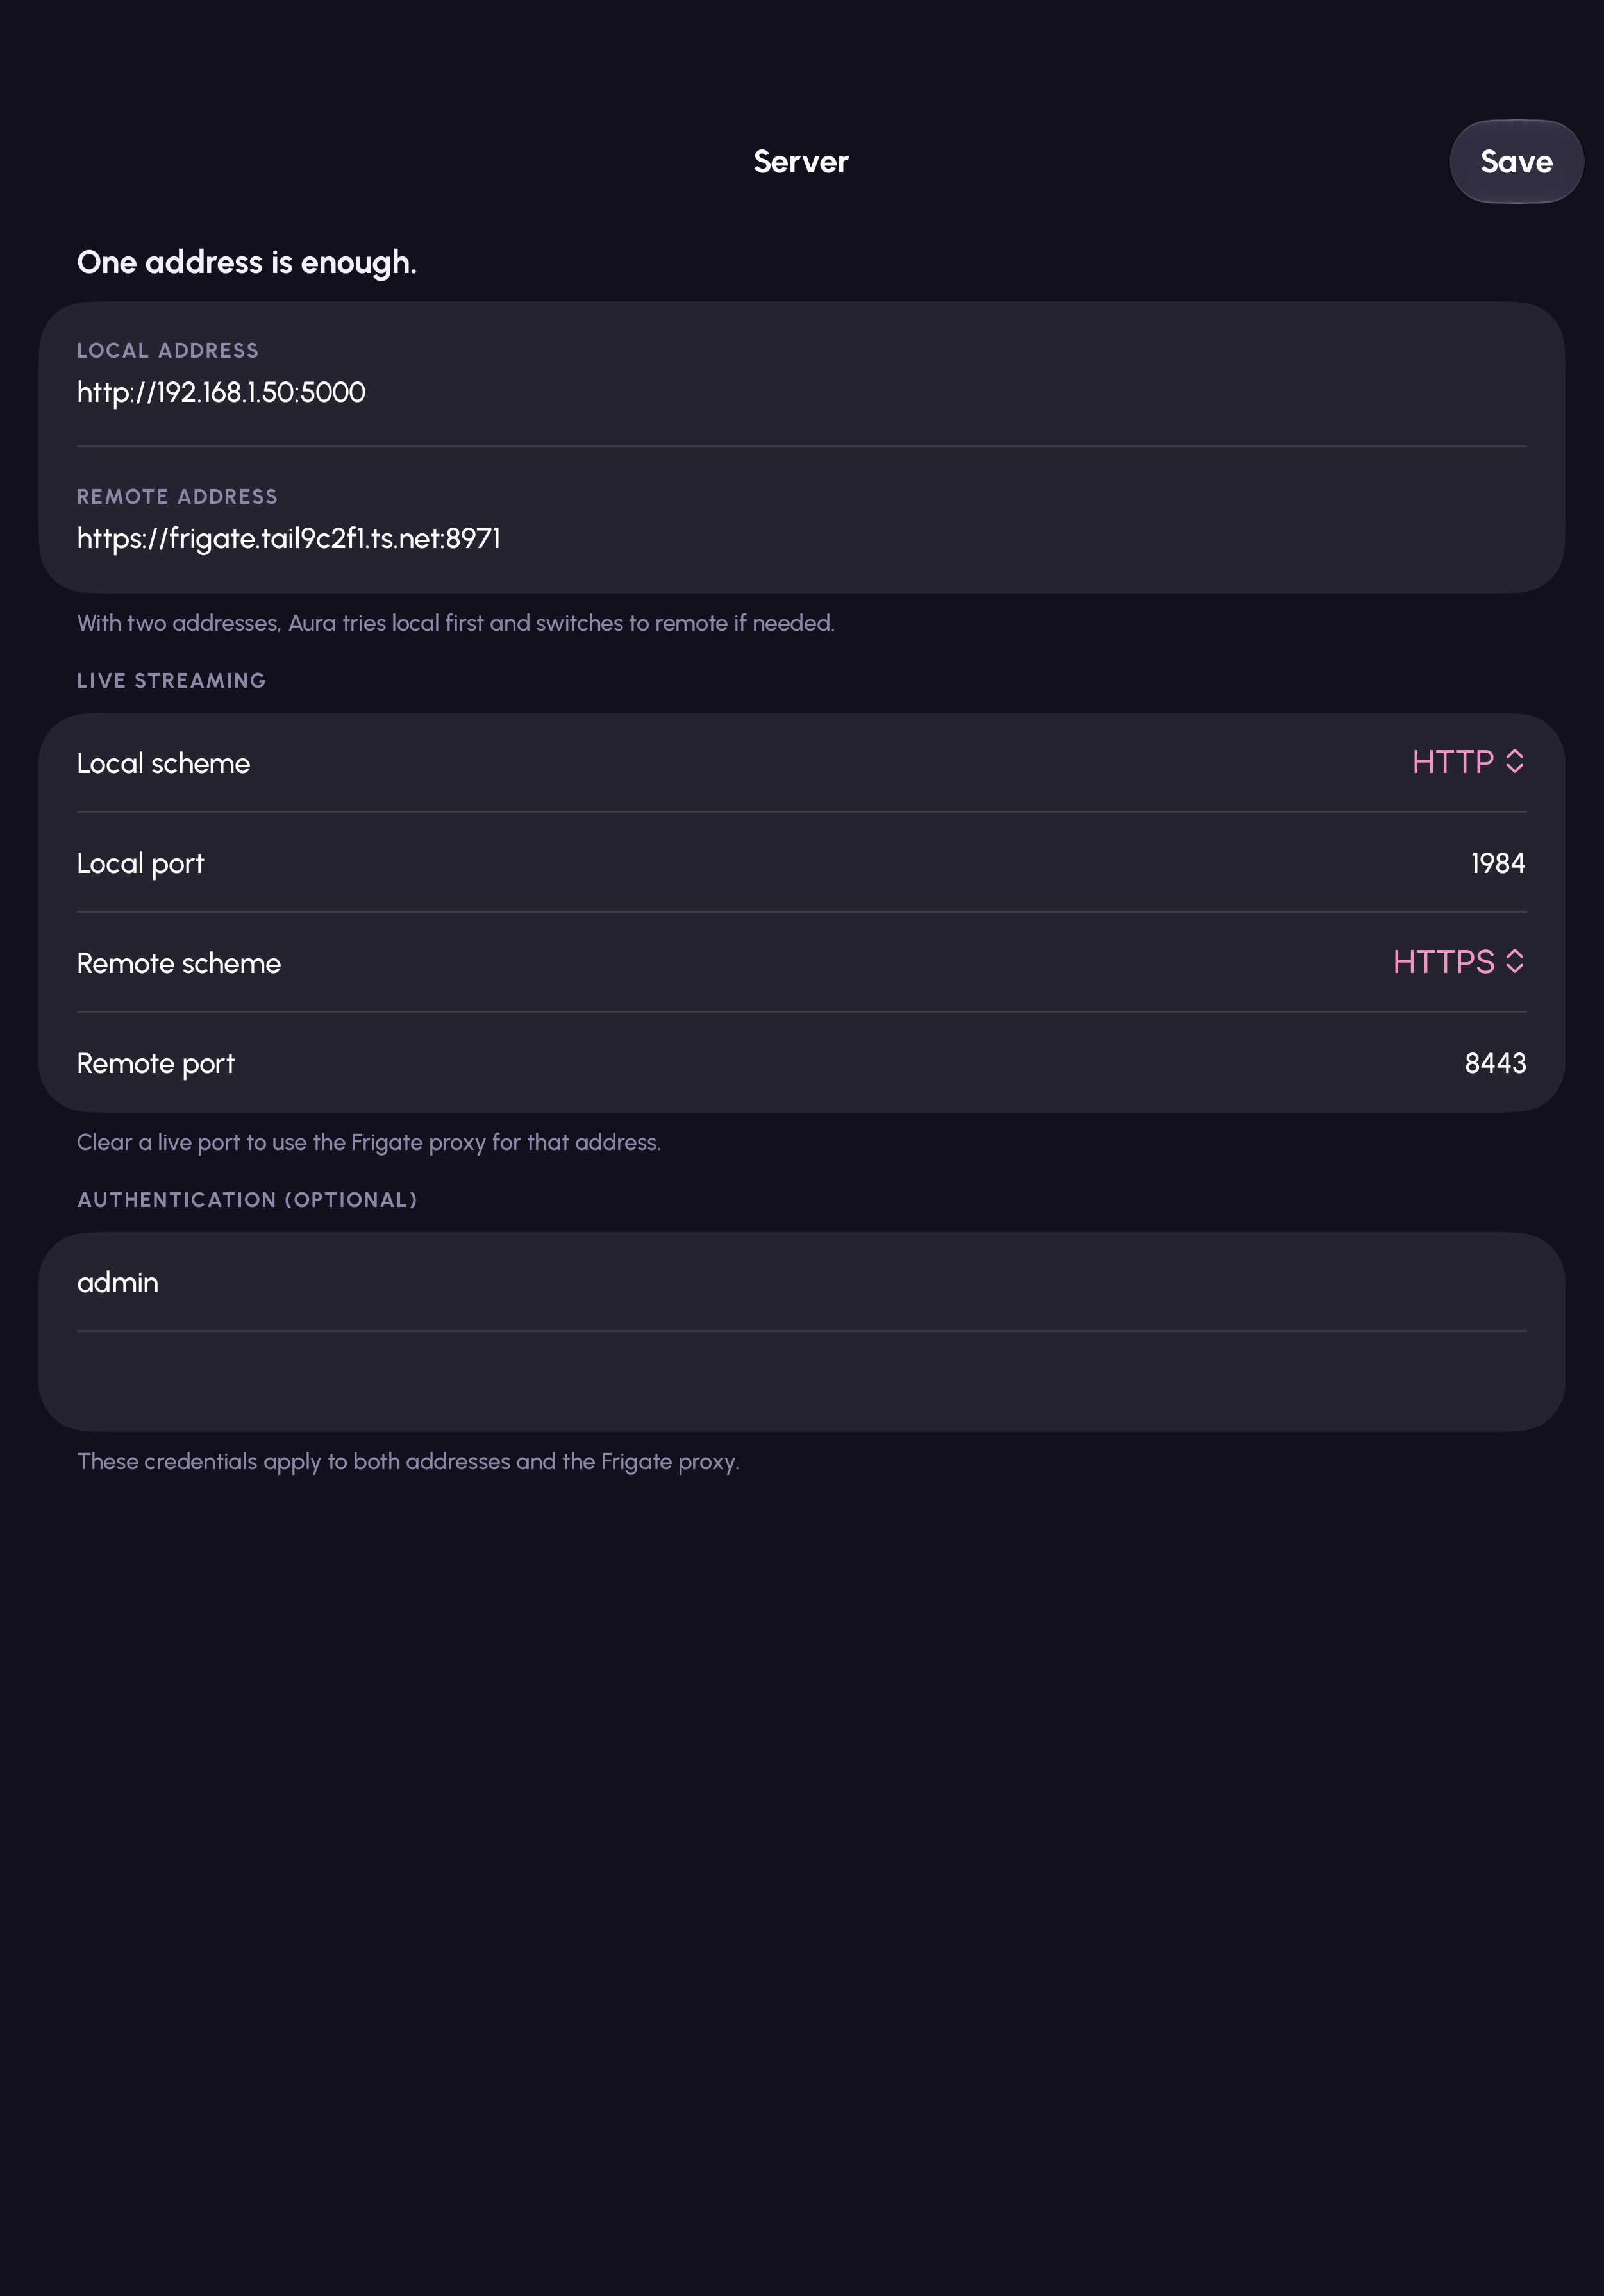 Server
Save
One address is enough.
LOCAL ADDRESS
http://192.168.1.50:5000
REMOTE ADDRESS
https://frigate.tail9c2f1.ts.net:8971
With two addresses, Aura tries local first and switches to remote if needed.
LIVE STREAMING
Local scheme HTTP
Local port 1984
Remote scheme HTTPS
Remote port 8443
Clear a live port to use the Frigate proxy for that address.
AUTHENTICATION (OPTIONAL)
admin
These credentials apply to both addresses and the Frigate proxy.